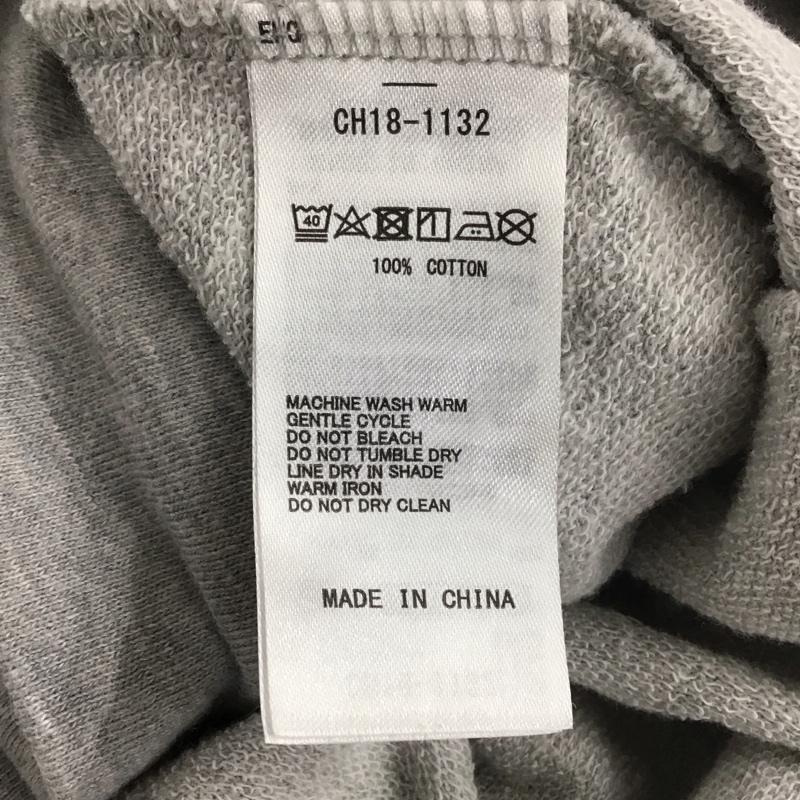 CH18-1132
40
100% COTTON
MACHINE WASH WARM
GENTLE CYCLE
DO NOT BLEACH
DO NOT TUMBLE DRY
LINE DRY IN SHADE
WARM IRON
DO NOT DRY CLEAN
MADE IN CHINA